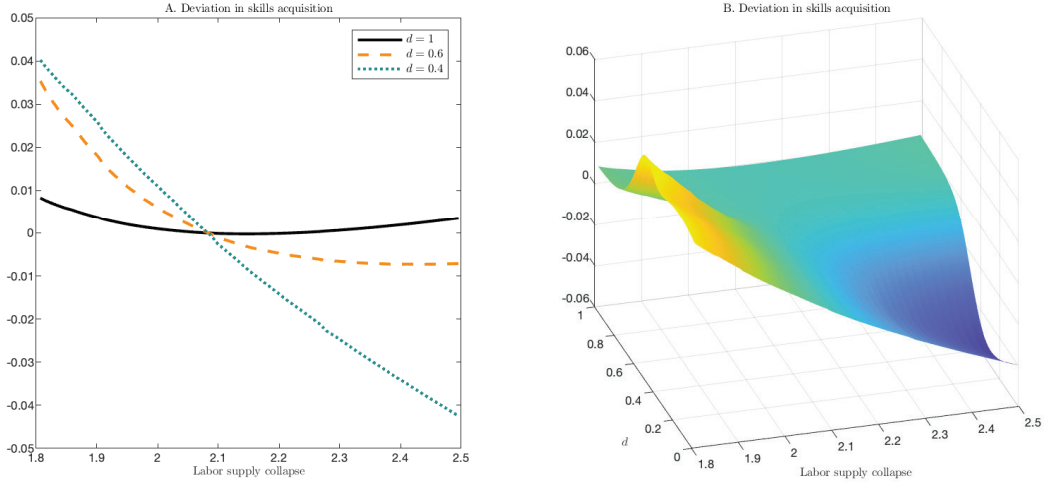 A. Deviation in skills acquisition
0.05
0.04
0.03
0.02
0.01
0
-0.01
-0.02
-0.03
-0.04
-0.05
1.8 1.9 2 2.1 2.2 2.3 2.4 2.5
Labor supply collapse
d = 1
d = 0.6
d = 0.4
B. Deviation in skills acquisition
0.06
0.04
0.02
0
-0.02
-0.04
-0.06
1
0.8
0.6
0.4
0.2
0
d
1.8 1.9 2 2.1 2.2 2.3 2.4 2.5
Labor supply collapse